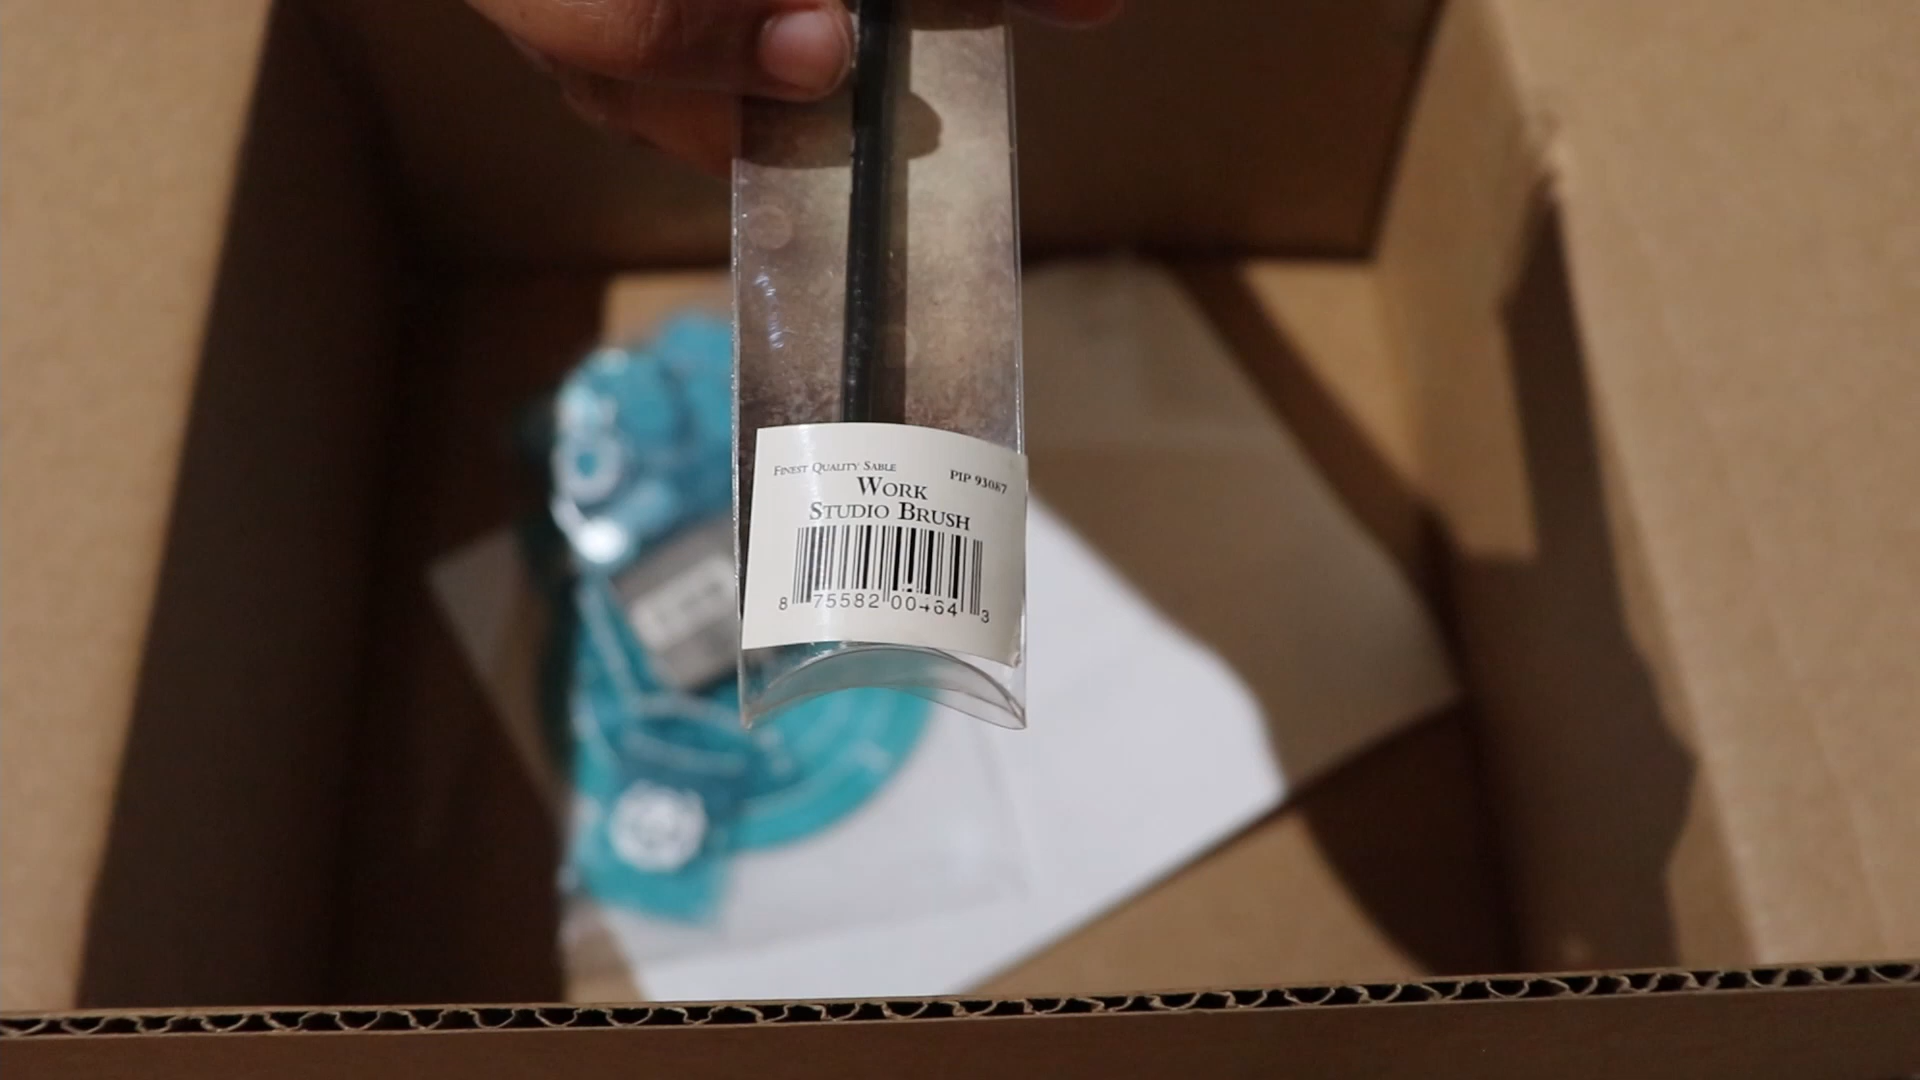 FINEST QUALITY SABLE
PIP 93087
WORK
STUDIO BRUSH
8 75582 00464 3